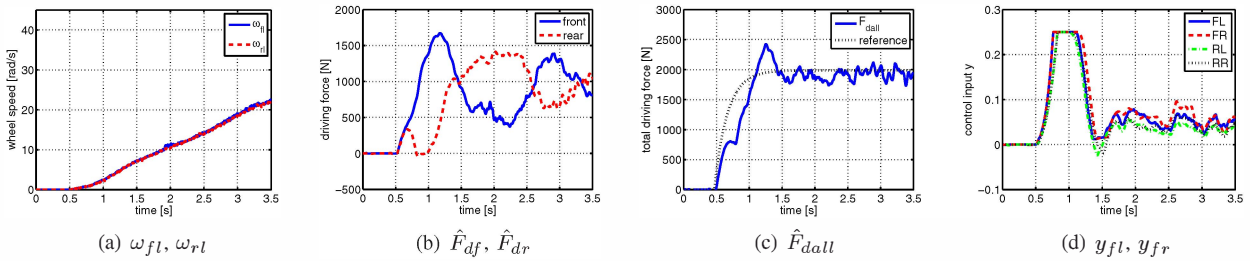 40
30
20
10
0
wheel speed [rad/s]
ω_fl
ω_rl
0 0.5 1 1.5 2 2.5 3 3.5
time [s]
(a) ω_fl, ω_rl
2000
1500
1000
500
0
−500
driving force [N]
front
rear
0 0.5 1 1.5 2 2.5 3 3.5
time [s]
(b) F̂_df, F̂_dr
3000
2500
2000
1500
1000
500
0
total driving force [N]
F_dall
reference
0 0.5 1 1.5 2 2.5 3 3.5
time [s]
(c) F̂_dall
0.3
0.2
0.1
0
−0.1
control input y
FL
FR
RL
RR
0 0.5 1 1.5 2 2.5 3 3.5
time [s]
(d) y_fl, y_fr